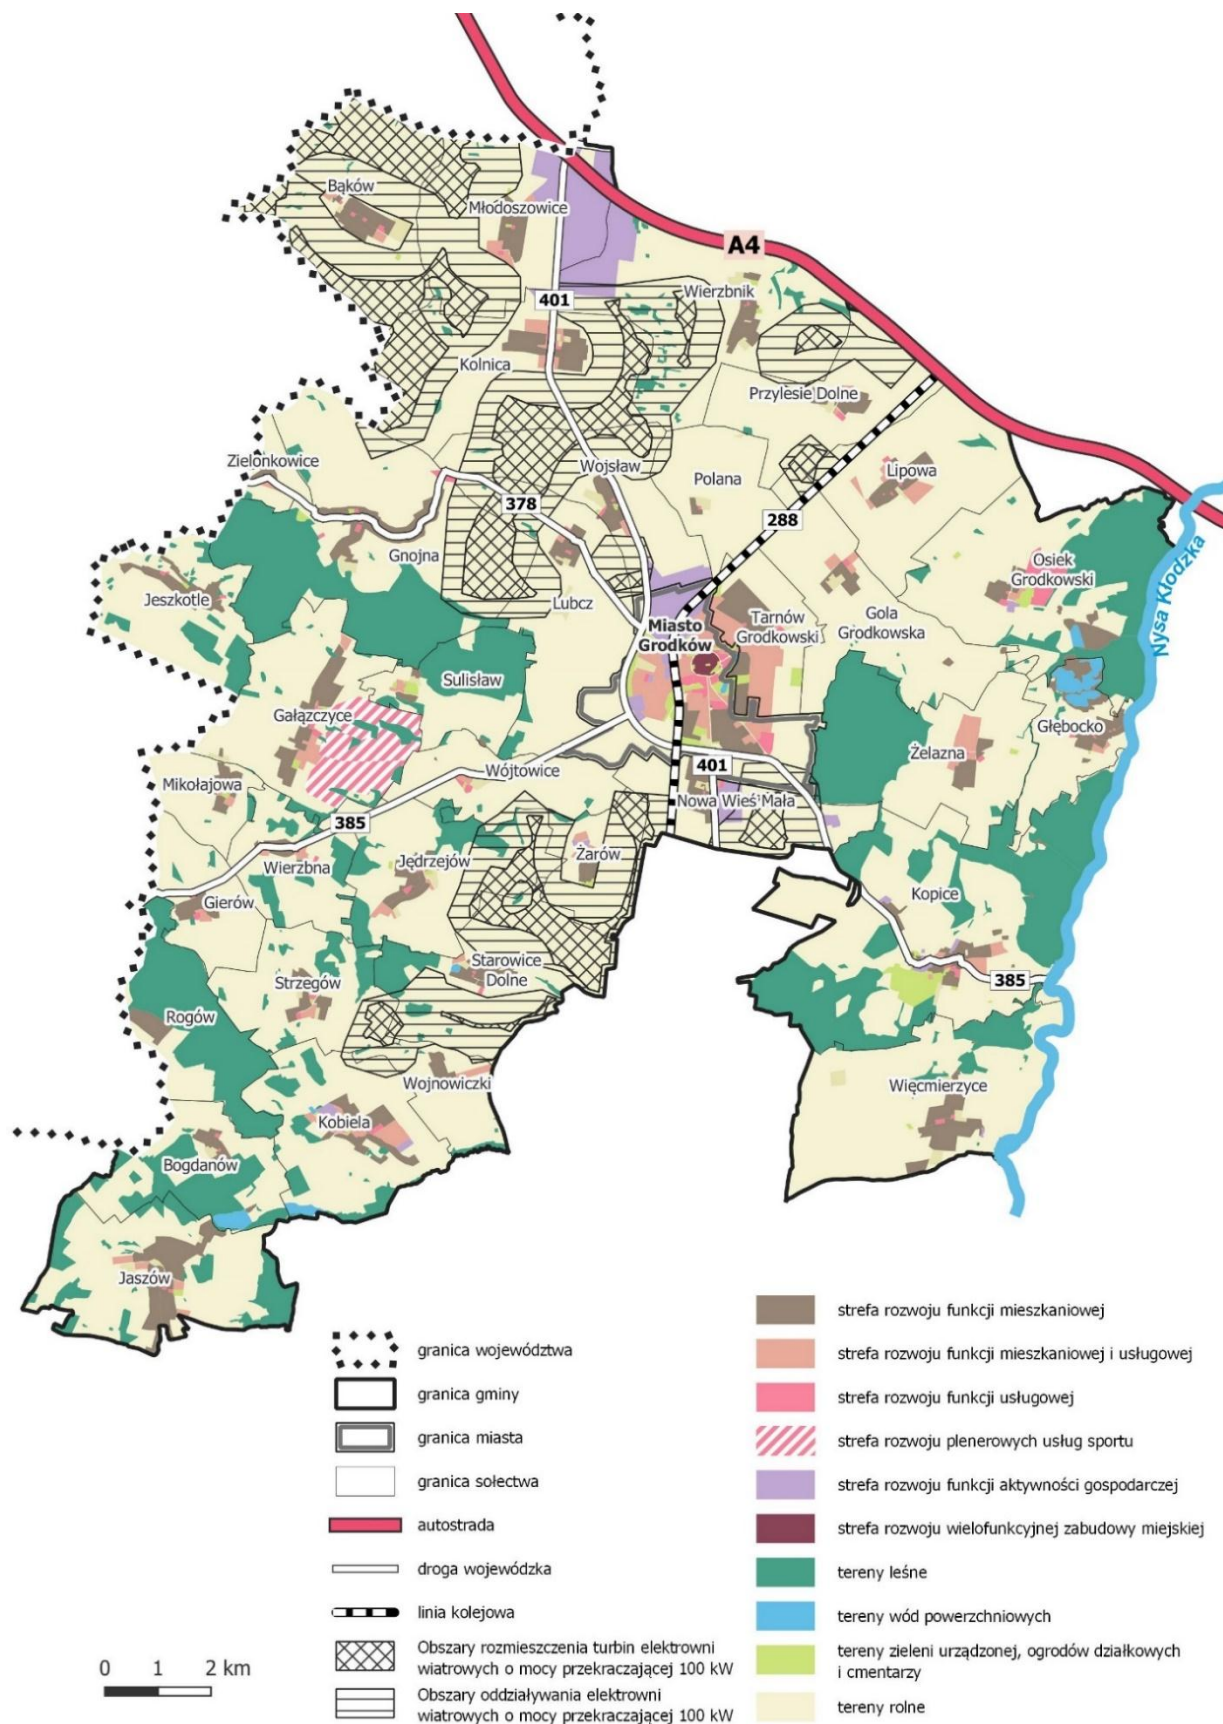 Bąków
Młodoszowice
A4
401
Wierzbnik
Kolnica
Przylesie Dolne
Zielonkowice
Wojsław
Polana
Lipowa
378
288
Gnojna
Nysa Kłodzka
Osiek
Grodkowski
Jeszkotle
Lubcz
Miasto
Grodków
Tarnów
Grodkowski
Gola
Grodkowska
Sulisław
Gałązczyce
Głębocko
Żelazna
401
Wójtowice
Mikołajowa
Nowa Wieś Mała
385
Żarów
Wierzbna
Jędrzejów
Kopice
Gierów
Starowice
Dolne
Strzegów
385
Rogów
Wojnowiczki
Więcmierzyce
Kobiela
Bogdanów
Jaszów
granica województwa
granica gminy
granica miasta
granica sołectwa
autostrada
droga wojewódzka
linia kolejowa
Obszary rozmieszczenia turbin elektrowni
wiatrowych o mocy przekraczającej 100 kW
Obszary oddziaływania elektrowni
wiatrowych o mocy przekraczającej 100 kW
strefa rozwoju funkcji mieszkaniowej
strefa rozwoju funkcji mieszkaniowej i usługowej
strefa rozwoju funkcji usługowej
strefa rozwoju plenerowych usług sportu
strefa rozwoju funkcji aktywności gospodarczej
strefa rozwoju wielofunkcyjnej zabudowy miejskiej
tereny leśne
tereny wód powierzchniowych
tereny zieleni urządzonej, ogrodów działkowych
i cmentarzy
tereny rolne
0 1 2 km